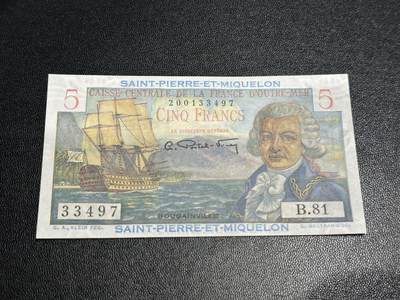 SAINT-PIERRE-ET-MIQUELON
5 CAISSE CENTRALE DE LA FRANCE D'OUTRE-MER 5
200133497
CINQ FRANCS
LE DIRECTEUR GÉNÉRAL
33497
BOUGAINVILLE
B.81
SAINT-PIERRE-ET-MIQUELON